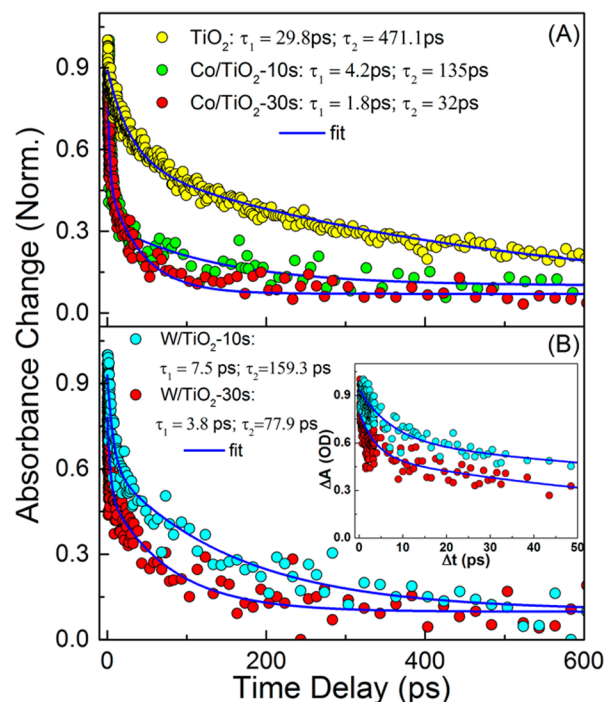 (A)
TiO₂: τ₁ = 29.8ps; τ₂ = 471.1ps
Co/TiO₂-10s: τ₁ = 4.2ps; τ₂ = 135ps
Co/TiO₂-30s: τ₁ = 1.8ps; τ₂ = 32ps
fit
0.9
0.6
0.3
0.0
Absorbance Change (Norm.)
(B)
W/TiO₂-10s:
τ₁ = 7.5 ps; τ₂=159.3 ps
W/TiO₂-30s:
τ₁ = 3.8 ps; τ₂=77.9 ps
fit
0.9
0.6
0.3
0.0
ΔA (OD)
0.9
0.6
0.3
0.0
0 10 20 30 40 50
Δt (ps)
0 200 400 600
Time Delay (ps)